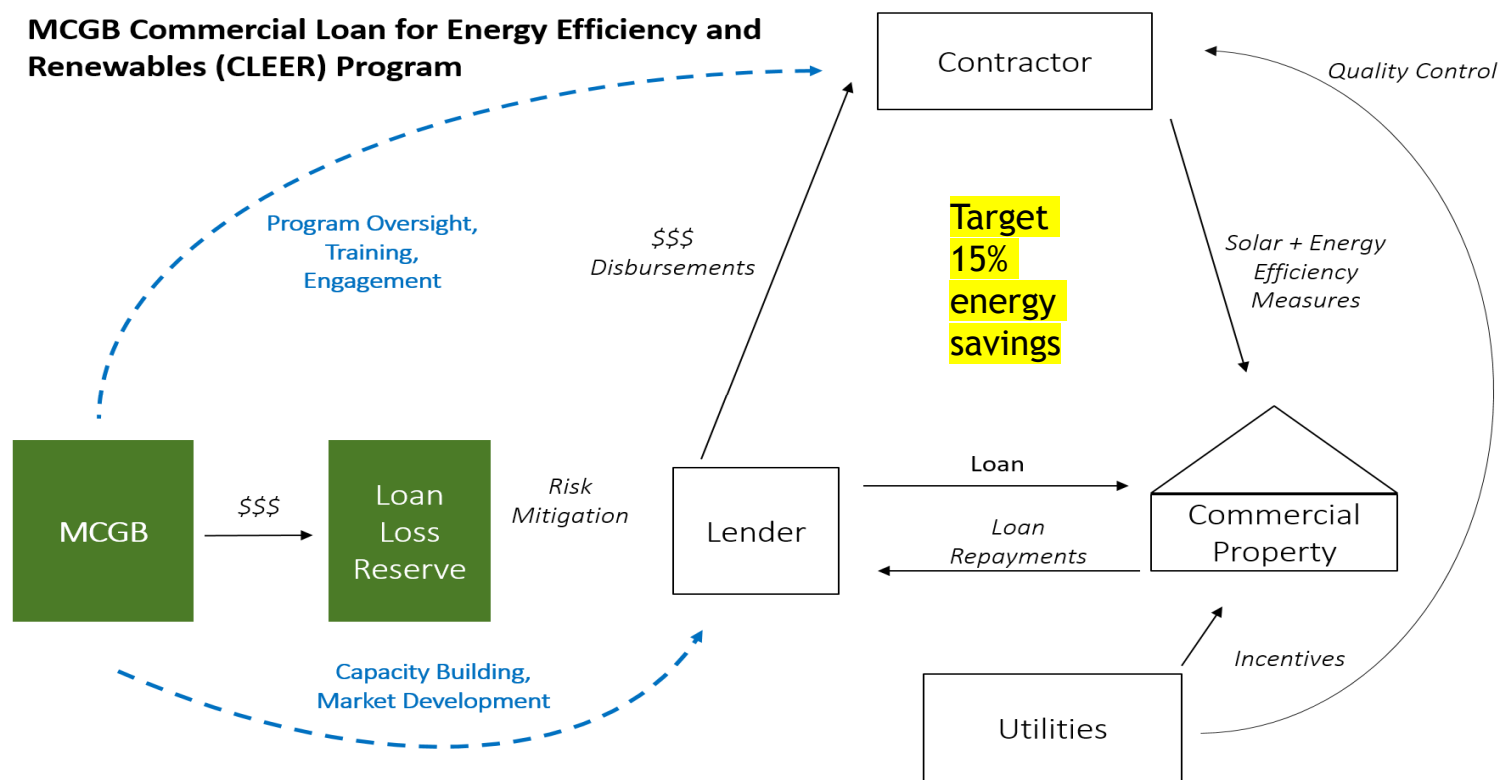 MCGB Commercial Loan for Energy Efficiency and
Renewables (CLEER) Program
Contractor
Quality Control
Program Oversight,
Training,
Engagement
$$$
Disbursements
Target
15%
energy
savings
Solar + Energy
Efficiency
Measures
MCGB
$$$
Loan
Loss
Reserve
Risk
Mitigation
Lender
Loan
Loan
Repayments
Commercial
Property
Capacity Building,
Market Development
Incentives
Utilities